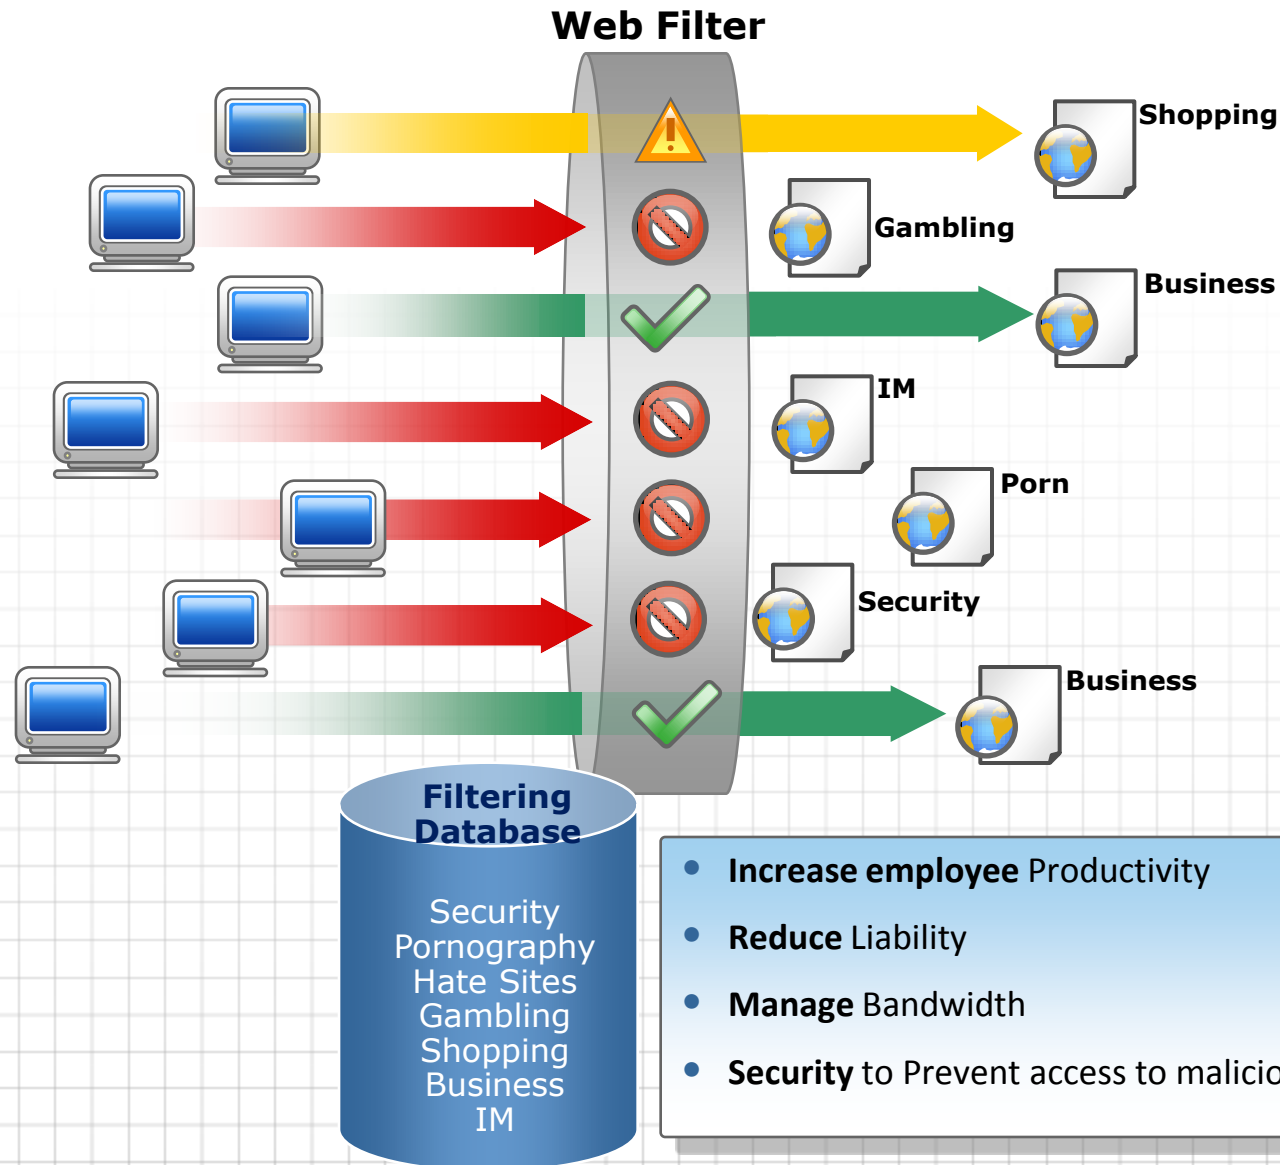 Web Filter
Shopping
Gambling
Business
IM
Porn
Security
Business
Filtering
Database
Security
Pornography
Hate Sites
Gambling
Shopping
Business
IM
• Increase employee Productivity
• Reduce Liability
• Manage Bandwidth
• Security to Prevent access to